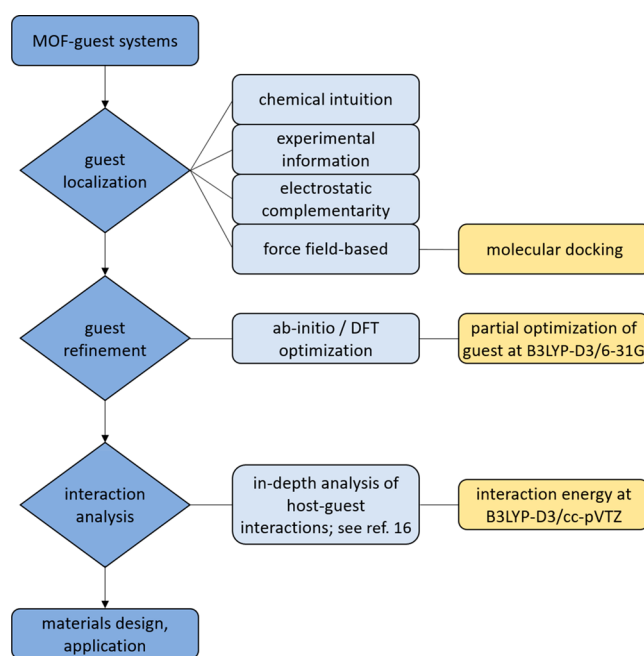 MOF-guest systems
chemical intuition
guest
localization
experimental
information
electrostatic
complementarity
force field-based
molecular docking
guest
refinement
ab-initio / DFT
optimization
partial optimization of
guest at B3LYP-D3/6-31G
interaction
analysis
in-depth analysis of
host-guest
interactions; see ref. 16
interaction energy at
B3LYP-D3/cc-pVTZ
materials design,
application